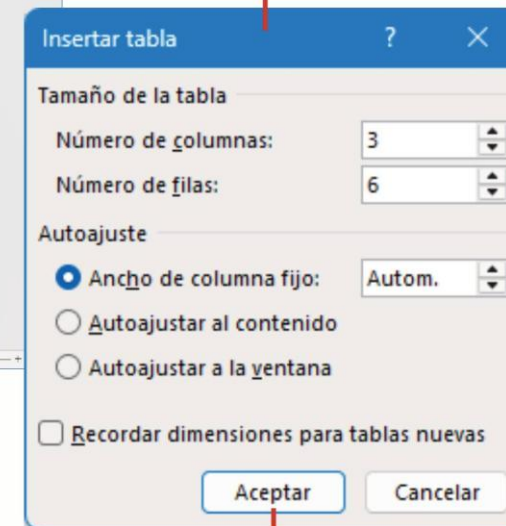 Insertar tabla ? ×
Tamaño de la tabla
Número de columnas: 3
Número de filas: 6
Autoajuste
Ancho de columna fijo: Autom.
Autoajustar al contenido
Autoajustar a la ventana
Recordar dimensiones para tablas nuevas
Aceptar Cancelar